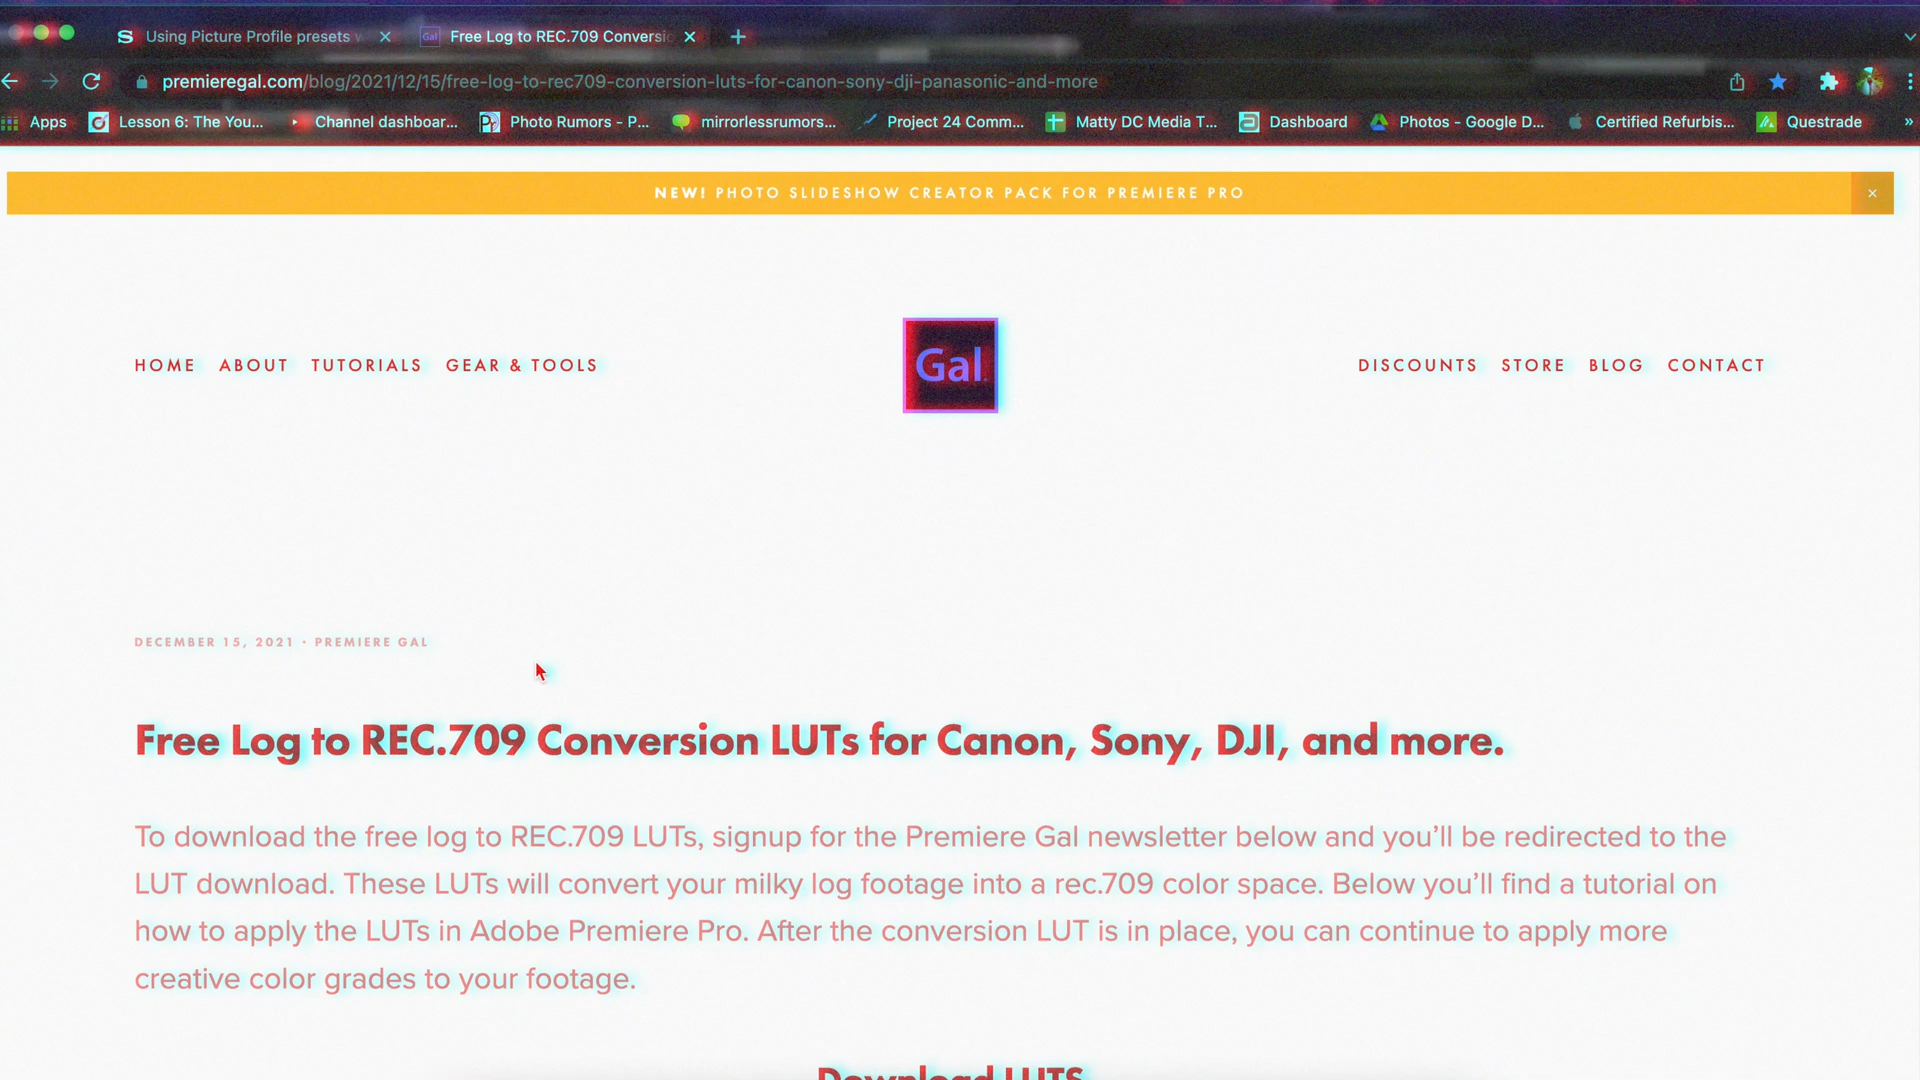 Using Picture Profile presets
Gal
Free Log to REC.709 Conversi
premieregal.com/blog/2021/12/15/free-log-to-rec709-conversion-luts-for-canon-sony-dji-panasonic-and-more
Apps
Lesson 6: The You...
Channel dashboar...
Photo Rumors - P...
mirrorlessrumors...
Project 24 Comm...
Matty DC Media T...
Dashboard
Photos - Google D...
Certified Refurbis...
Questrade
NEW! PHOTO SLIDESHOW CREATOR PACK FOR PREMIERE PRO
HOME ABOUT TUTORIALS GEAR & TOOLS
Gal
DISCOUNTS STORE BLOG CONTACT
DECEMBER 15, 2021 · PREMIERE GAL
Free Log to REC.709 Conversion LUTs for Canon, Sony, DJI, and more.
To download the free log to REC.709 LUTs, signup for the Premiere Gal newsletter below and you’ll be redirected to the
LUT download. These LUTs will convert your milky log footage into a rec.709 color space. Below you’ll find a tutorial on
how to apply the LUTs in Adobe Premiere Pro. After the conversion LUT is in place, you can continue to apply more
creative color grades to your footage.
Download LUTS